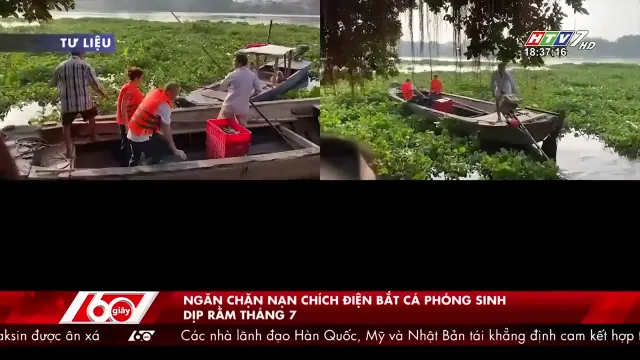 TƯ LIỆU
HTV7 HD
18:37:16
60 giây
NGĂN CHẶN NẠN CHÍCH ĐIỆN BẮT CÁ PHÓNG SINH
DỊP RẰM THÁNG 7
aksin được ân xá 60 giây Các nhà lãnh đạo Hàn Quốc, Mỹ và Nhật Bản tái khẳng định cam kết hợp